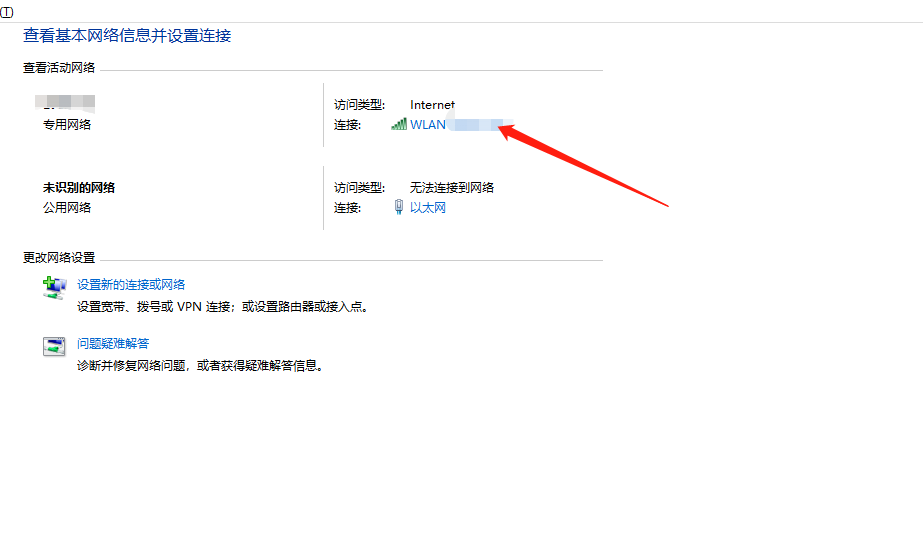 查看基本网络信息并设置连接
查看活动网络
访问类型: Internet
专用网络 连接: WLAN
未识别的网络 访问类型: 无法连接到网络
公用网络 连接: 以太网
更改网络设置
设置新的连接或网络
设置宽带、拨号或 VPN 连接；或设置路由器或接入点。
问题疑难解答
诊断并修复网络问题，或者获得疑难解答信息。